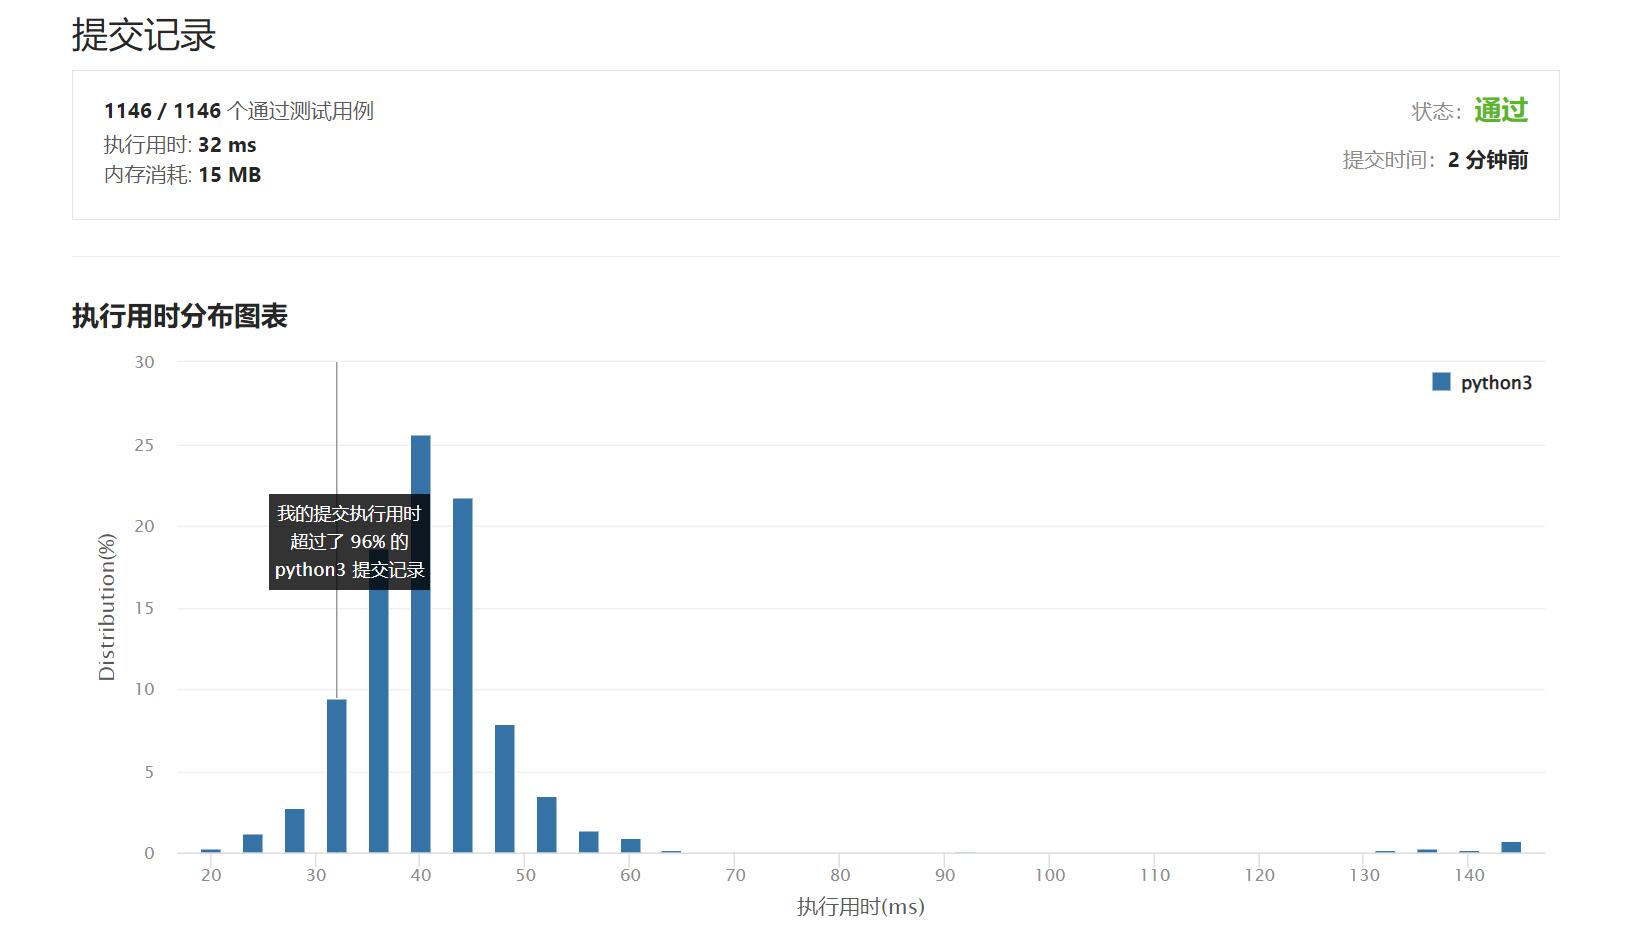 提交记录
1146 / 1146 个通过测试用例
状态：通过
执行用时: 32 ms
提交时间：2 分钟前
内存消耗: 15 MB
执行用时分布图表
30
python3
25
我的提交执行用时
超过了 96% 的
python3 提交记录
20
15
10
5
0
Distribution(%)
20 30 40 50 60 70 80 90 100 110 120 130 140
执行用时(ms)